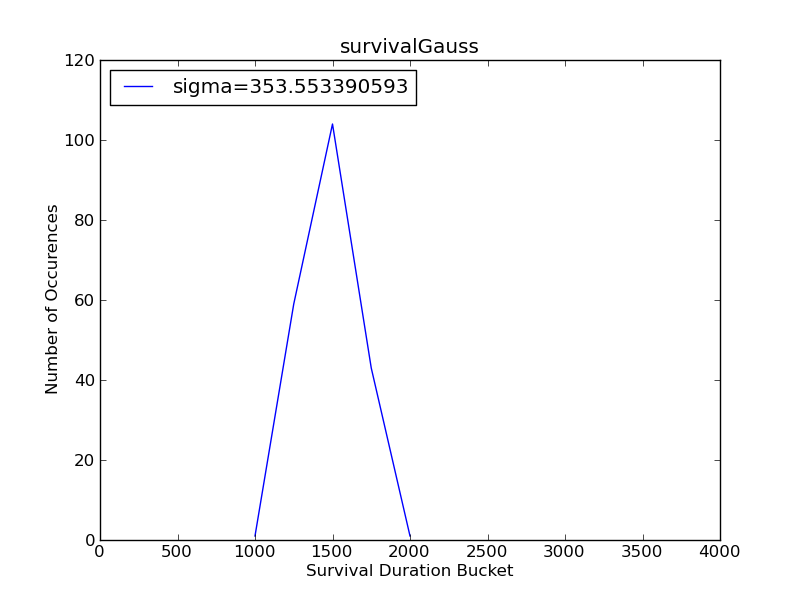 survivalGauss
sigma=353.553390593
120
100
80
60
40
20
0
Number of Occurences
0 500 1000 1500 2000 2500 3000 3500 4000
Survival Duration Bucket